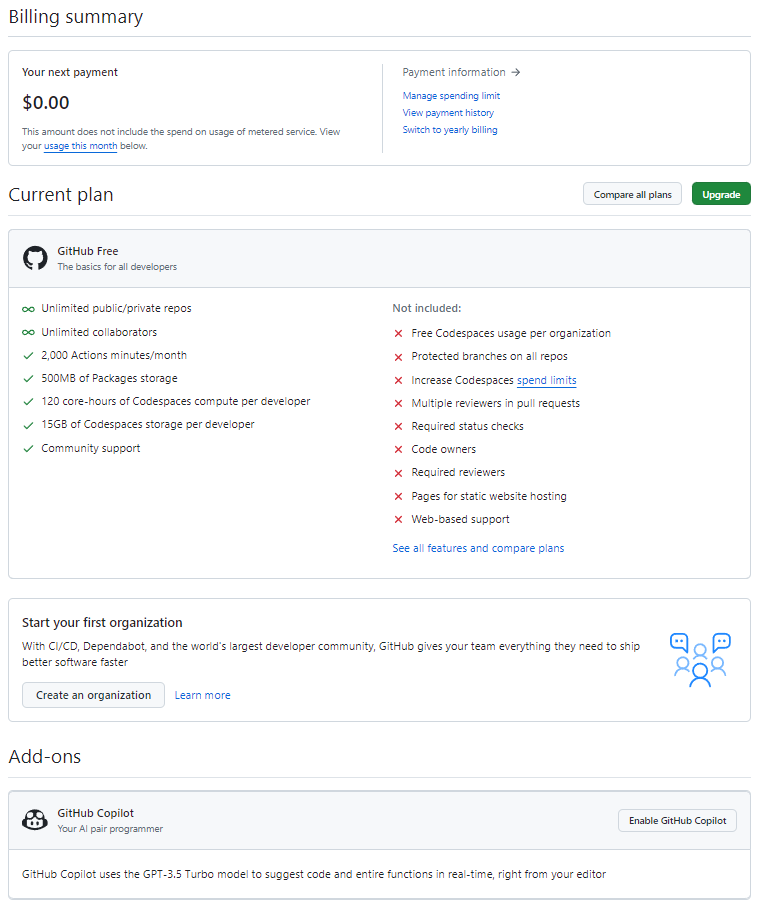 Billing summary
Your next payment
$0.00
This amount does not include the spend on usage of metered service. View
your usage this month below.
Payment information →
Manage spending limit
View payment history
Switch to yearly billing
Current plan
Compare all plans
Upgrade
GitHub Free
The basics for all developers
Unlimited public/private repos
Unlimited collaborators
2,000 Actions minutes/month
500MB of Packages storage
120 core-hours of Codespaces compute per developer
15GB of Codespaces storage per developer
Community support
Not included:
Free Codespaces usage per organization
Protected branches on all repos
Increase Codespaces spend limits
Multiple reviewers in pull requests
Required status checks
Code owners
Required reviewers
Pages for static website hosting
Web-based support
See all features and compare plans
Start your first organization
With CI/CD, Dependabot, and the world's largest developer community, GitHub gives your team everything they need to ship
better software faster
Create an organization
Learn more
Add-ons
GitHub Copilot
Your AI pair programmer
Enable GitHub Copilot
GitHub Copilot uses the GPT-3.5 Turbo model to suggest code and entire functions in real-time, right from your editor